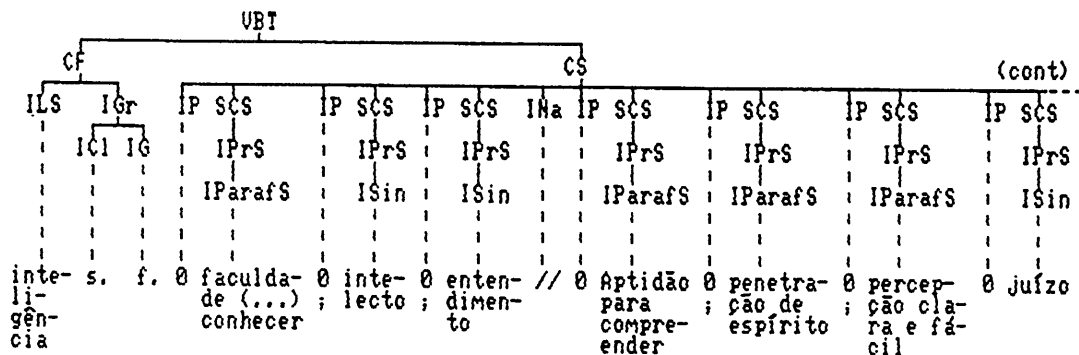 VBT
CF CS (cont)
ILS IGr IP SCS IP SCS IP SCS INa IP SCS IP SCS IP SCS IP SCS
ICl IG IPrS IPrS IPrS IPrS IPrS IPrS IPrS
IParafS ISin ISin IParafS IParafS IParafS ISin
inte- s. f. 0 faculda- 0 inte- 0 enten- // 0 Aptidão 0 penetra- 0 percep- 0 juízo
li- de (...) ; lecto ; dimen- para ; ção de ; ção cla-
gên- conhecer to compre- espírito ra e fá-
cia ender cil